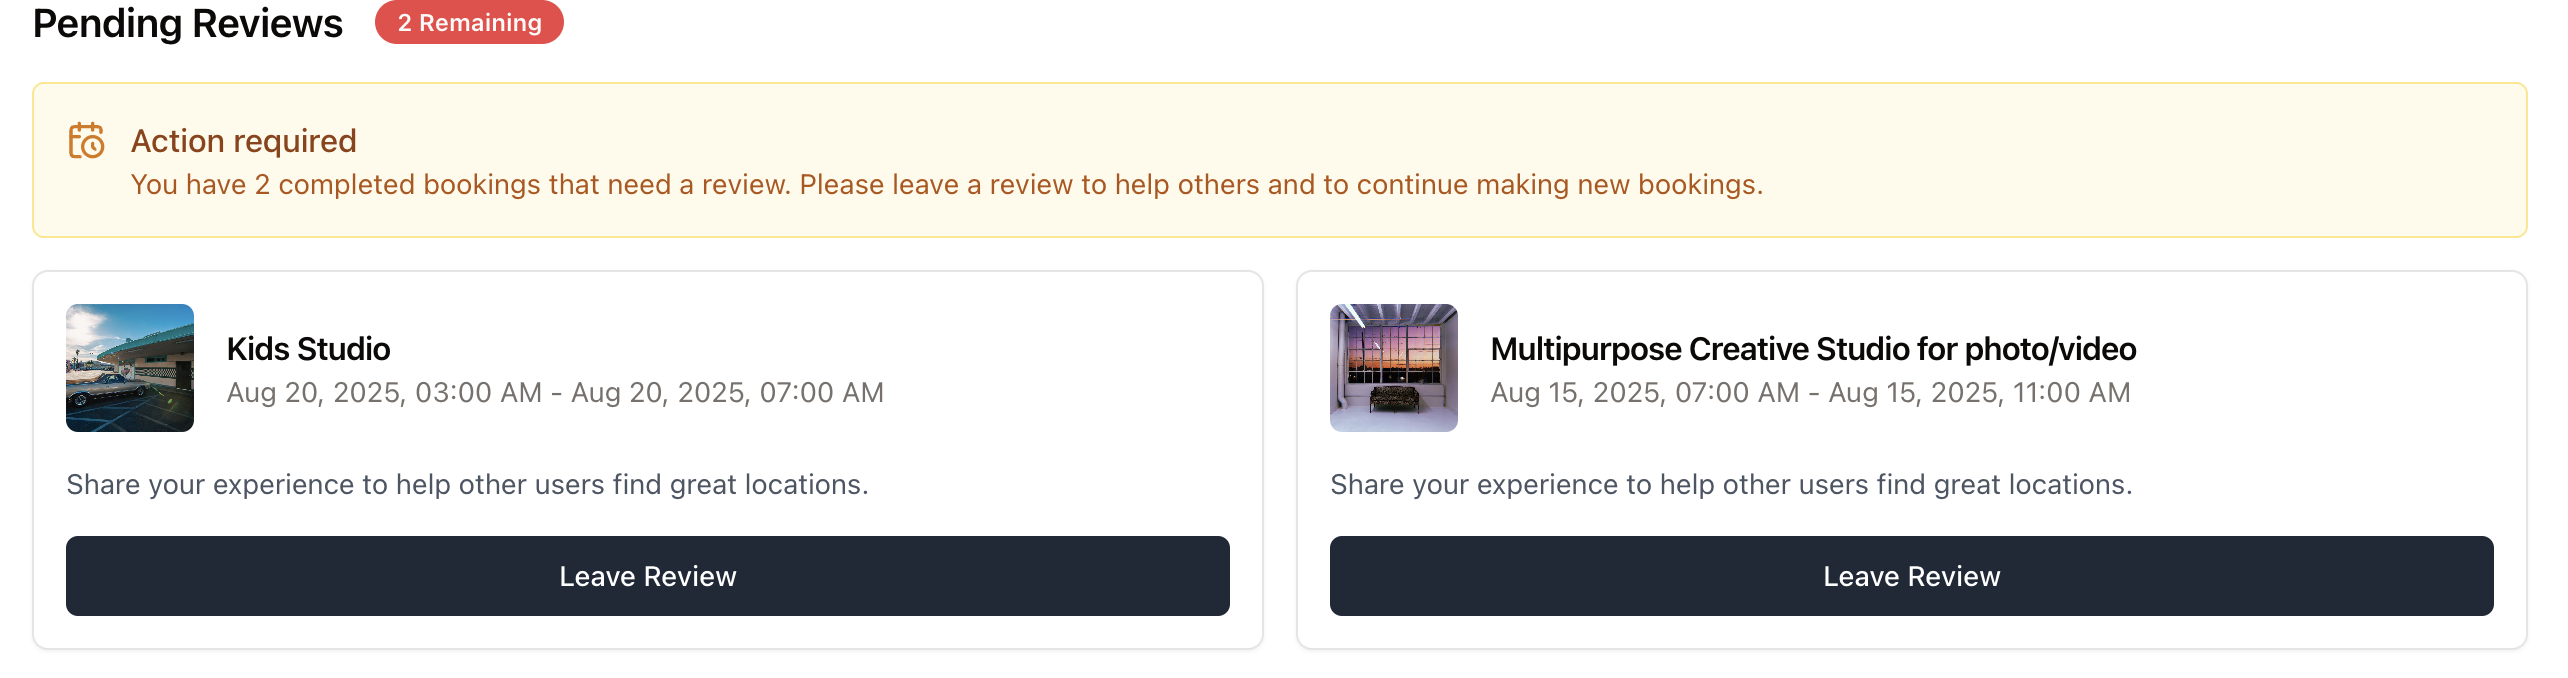 Pending Reviews
2 Remaining
Action required
You have 2 completed bookings that need a review. Please leave a review to help others and to continue making new bookings.
Kids Studio
Aug 20, 2025, 03:00 AM - Aug 20, 2025, 07:00 AM
Share your experience to help other users find great locations.
Leave Review
Multipurpose Creative Studio for photo/video
Aug 15, 2025, 07:00 AM - Aug 15, 2025, 11:00 AM
Share your experience to help other users find great locations.
Leave Review